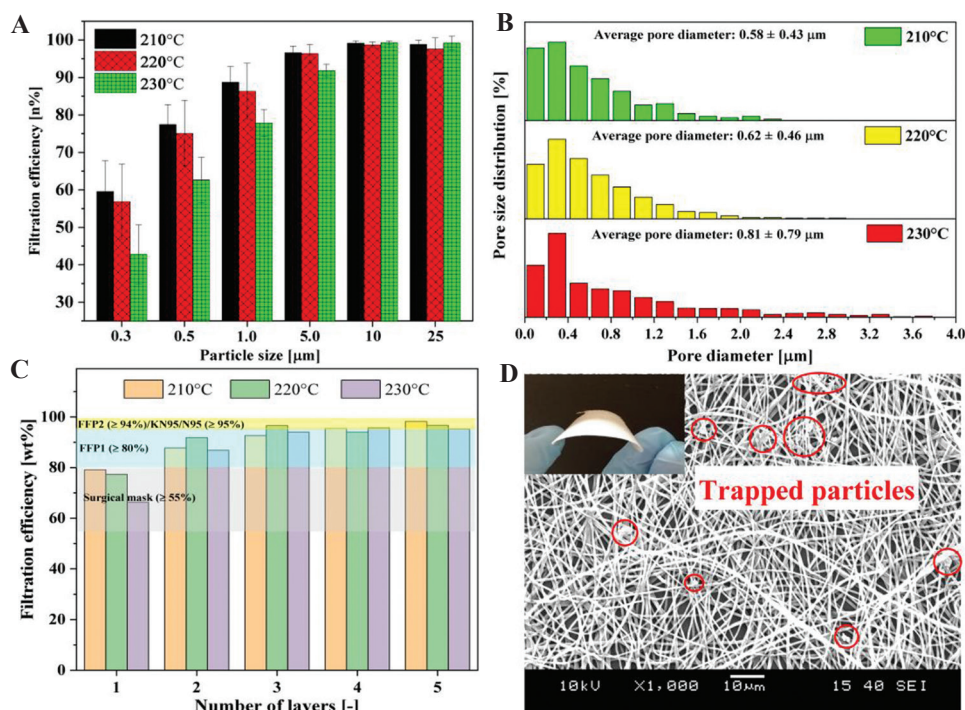 A
210°C
220°C
230°C
Filtration efficiency [n%]
100
90
80
70
60
50
40
30
0.3 0.5 1.0 5.0 10 25
Particle size [μm]
B
Average pore diameter: 0.58 ± 0.43 μm
210°C
Average pore diameter: 0.62 ± 0.46 μm
220°C
Average pore diameter: 0.81 ± 0.79 μm
230°C
Pore size distribution [%]
0.0 0.4 0.8 1.2 1.6 2.0 2.4 2.8 3.2 3.6 4.0
Pore diameter [μm]
C
210°C 220°C 230°C
Filtration efficiency [wt%]
120
100
80
60
40
20
0
FFP2 (≥ 94%)/KN95/N95 (≥ 95%)
FFP1 (≥ 80%)
Surgical mask (≥ 55%)
1 2 3 4 5
Number of layers [-]
D
Trapped particles
10kV X1,000 10μm 15 40 SEI